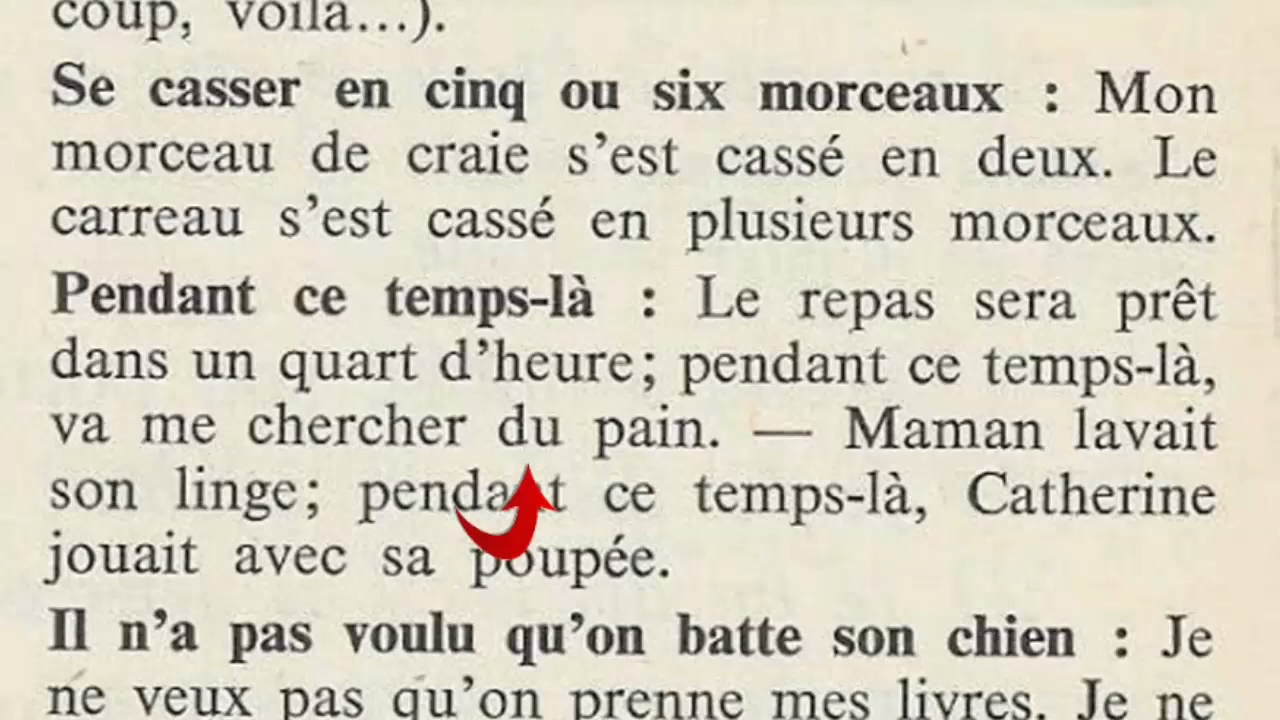 coup, voilà...).
Se casser en cinq ou six morceaux : Mon
morceau de craie s'est cassé en deux. Le
carreau s'est cassé en plusieurs morceaux.
Pendant ce temps-là : Le repas sera prêt
dans un quart d'heure; pendant ce temps-là,
va me chercher du pain. — Maman lavait
son linge; pendant ce temps-là, Catherine
jouait avec sa poupée.
Il n'a pas voulu qu'on batte son chien : Je
ne veux pas qu'on prenne mes livres. Je ne